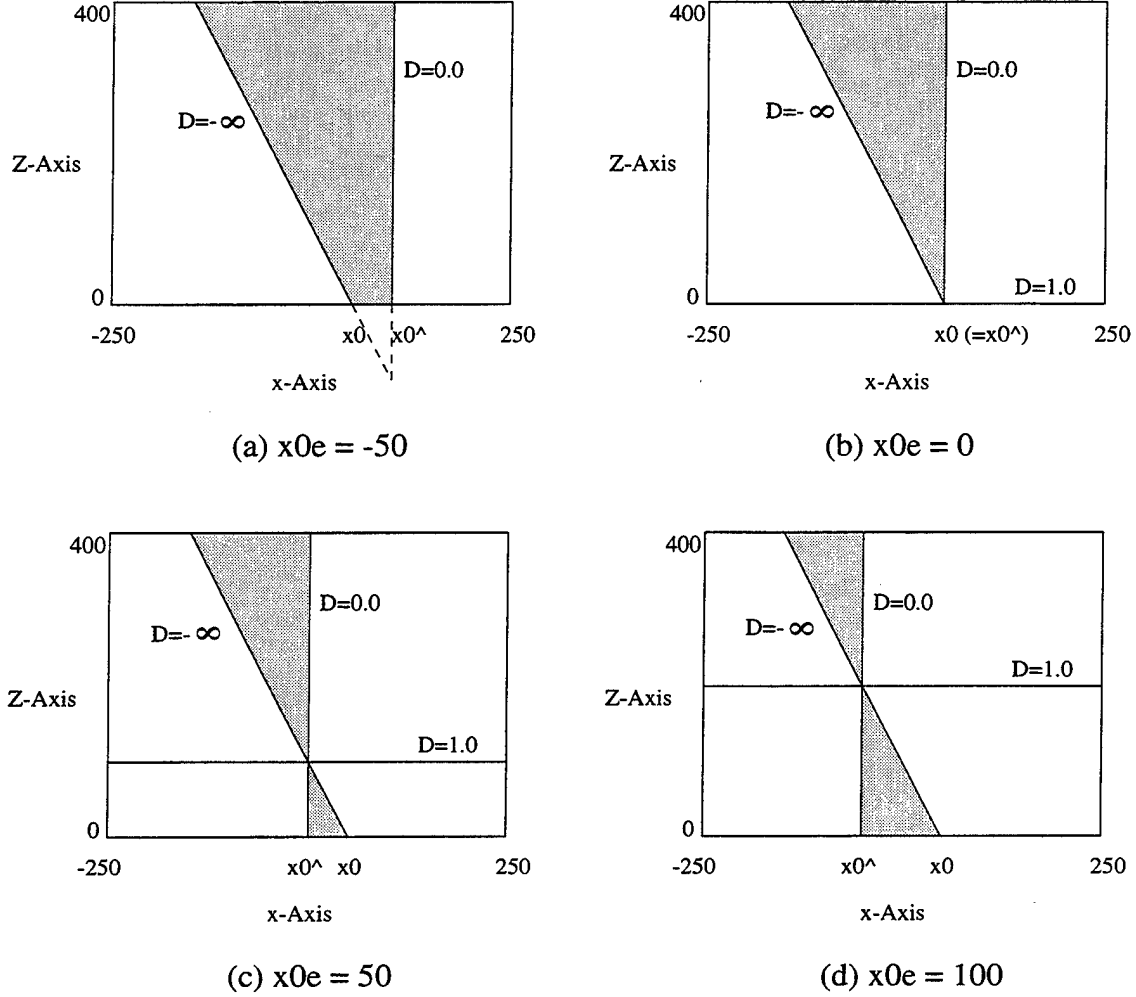 400
D=0.0
D=-∞
Z-Axis
0
-250
x0
x0^
250
x-Axis
(a) x0e = -50
400
D=0.0
D=-∞
Z-Axis
0
D=1.0
-250
x0 (=x0^)
250
x-Axis
(b) x0e = 0
400
D=0.0
D=-∞
Z-Axis
D=1.0
0
-250
x0^
x0
250
x-Axis
(c) x0e = 50
400
D=0.0
D=-∞
D=1.0
Z-Axis
0
-250
x0^
x0
250
x-Axis
(d) x0e = 100